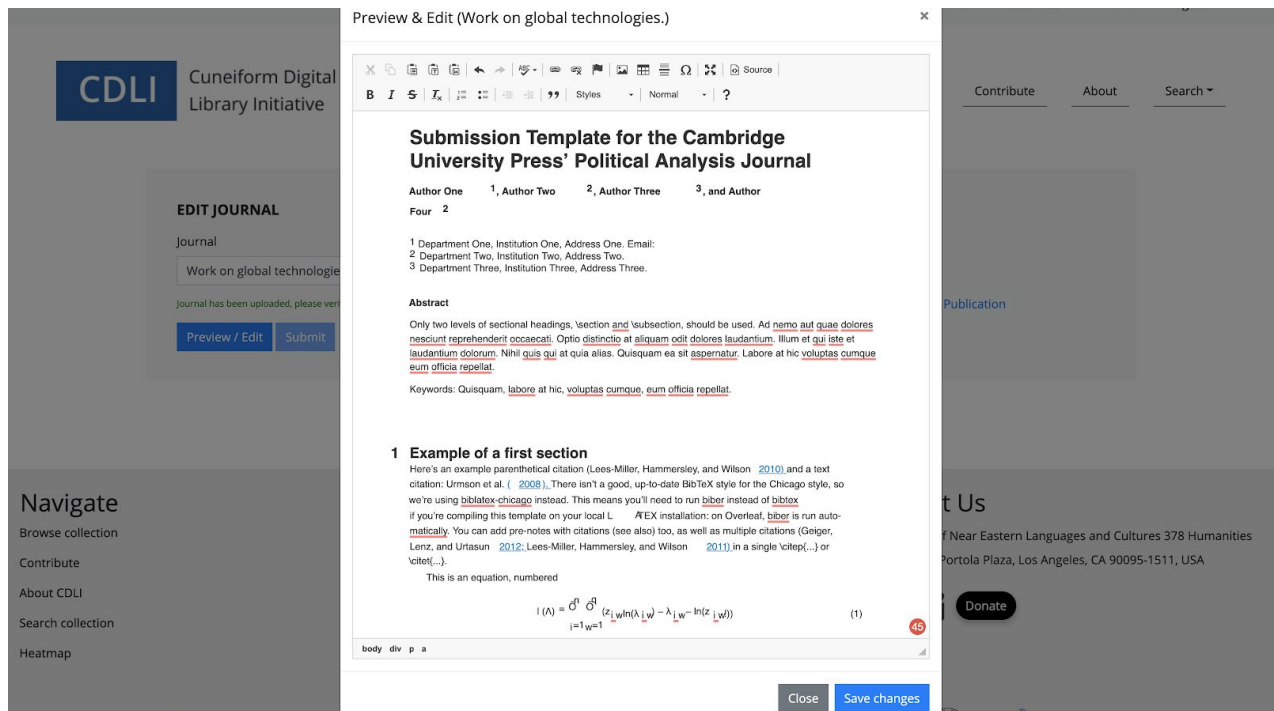 Preview & Edit (Work on global technologies.)
×
CDLI
Cuneiform Digital
Library Initiative
Contribute
About
Search
Source
B I S Tx
Styles
Normal
?
EDIT JOURNAL
Journal
Work on global technologie
Journal has been uploaded, please veri
Preview / Edit
Submit
Publication
Submission Template for the Cambridge
University Press’ Political Analysis Journal
Author One 1, Author Two 2, Author Three 3, and Author
Four 2
1 Department One, Institution One, Address One. Email:
2 Department Two, Institution Two, Address Two.
3 Department Three, Institution Three, Address Three.
Abstract
Only two levels of sectional headings, \section and \subsection, should be used. Ad nemo aut quae dolores
nesciunt reprehenderit occaecati. Optio distinctio at aliquam odit dolores laudantium. Illum et qui iste et
laudantium dolorum. Nihil quis qui at quia alias. Quisquam ea sit aspernatur. Labore at hic voluptas cumque
eum officia repellat.
Keywords: Quisquam, labore at hic, voluptas cumque, eum officia repellat.
1 Example of a first section
Here’s an example parenthetical citation (Lees-Miller, Hammersley, and Wilson 2010) and a text
citation: Urmson et al. ( 2008 ). There isn’t a good, up-to-date BibTeX style for the Chicago style, so
we’re using biblatex-chicago instead. This means you’ll need to run biber instead of bibtex
if you’re compiling this template on your local L ATEX installation: on Overleaf, biber is run auto-
matically. You can add pre-notes with citations (see also) too, as well as multiple citations (Geiger,
Lenz, and Urtasun 2012; Lees-Miller, Hammersley, and Wilson 2011) in a single \citep{...} or
\citet{...}.
This is an equation, numbered
l (Λ) = Õn Õq (z i w ln(λ i w) − λ i w − ln(z i w!)) (1)
i=1 w=1
45
body div p a
Close
Save changes
Navigate
Browse collection
Contribute
About CDLI
Search collection
Heatmap
t Us
f Near Eastern Languages and Cultures 378 Humanities
Portola Plaza, Los Angeles, CA 90095-1511, USA
Donate